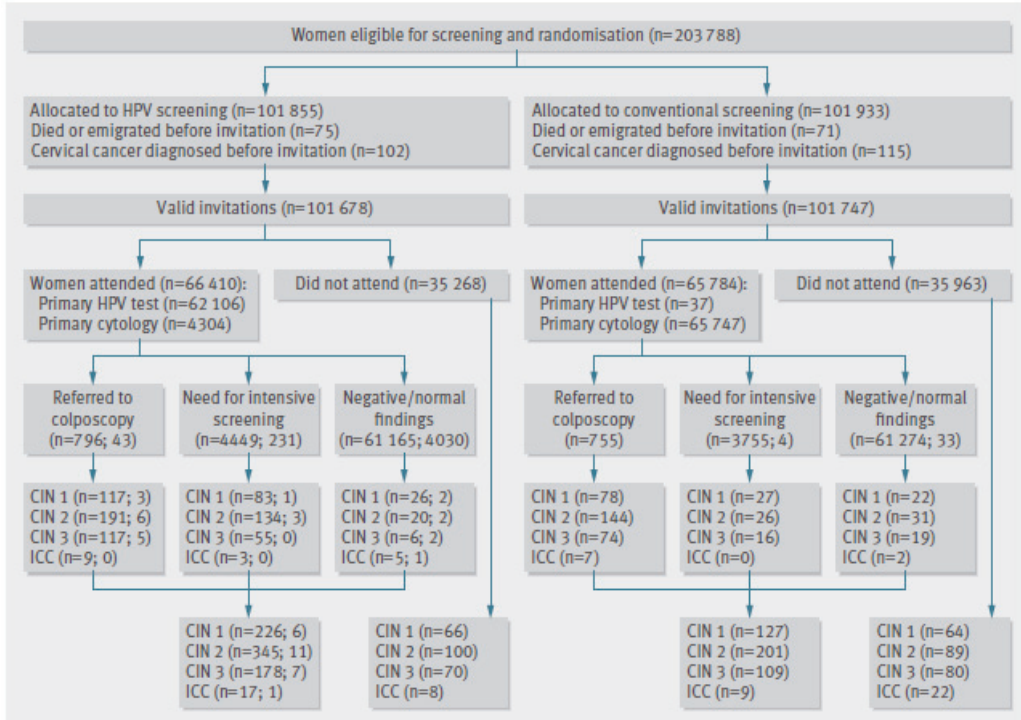 Women eligible for screening and randomisation (n=203 788)
Allocated to HPV screening (n=101 855)
Died or emigrated before invitation (n=75)
Cervical cancer diagnosed before invitation (n=102)
Allocated to conventional screening (n=101 933)
Died or emigrated before invitation (n=71)
Cervical cancer diagnosed before invitation (n=115)
Valid invitations (n=101 678)
Valid invitations (n=101 747)
Women attended (n=66 410):
Primary HPV test (n=62 106)
Primary cytology (n=4304)
Did not attend (n=35 268)
Women attended (n=65 784):
Primary HPV test (n=37)
Primary cytology (n=65 747)
Did not attend (n=35 963)
Referred to
colposcopy
(n=796; 43)
Need for intensive
screening
(n=4449; 231)
Negative/normal
findings
(n=61 165; 4030)
Referred to
colposcopy
(n=755)
Need for intensive
screening
(n=3755; 4)
Negative/normal
findings
(n=61 274; 33)
CIN 1 (n=117; 3)
CIN 2 (n=191; 6)
CIN 3 (n=117; 5)
ICC (n=9; 0)
CIN 1 (n=83; 1)
CIN 2 (n=134; 3)
CIN 3 (n=55; 0)
ICC (n=3; 0)
CIN 1 (n=26; 2)
CIN 2 (n=20; 2)
CIN 3 (n=6; 2)
ICC (n=5; 1)
CIN 1 (n=78)
CIN 2 (n=144)
CIN 3 (n=74)
ICC (n=7)
CIN 1 (n=27)
CIN 2 (n=26)
CIN 3 (n=16)
ICC (n=0)
CIN 1 (n=22)
CIN 2 (n=31)
CIN 3 (n=19)
ICC (n=2)
CIN 1 (n=226; 6)
CIN 2 (n=345; 11)
CIN 3 (n=178; 7)
ICC (n=17; 1)
CIN 1 (n=66)
CIN 2 (n=100)
CIN 3 (n=70)
ICC (n=8)
CIN 1 (n=127)
CIN 2 (n=201)
CIN 3 (n=109)
ICC (n=9)
CIN 1 (n=64)
CIN 2 (n=89)
CIN 3 (n=80)
ICC (n=22)